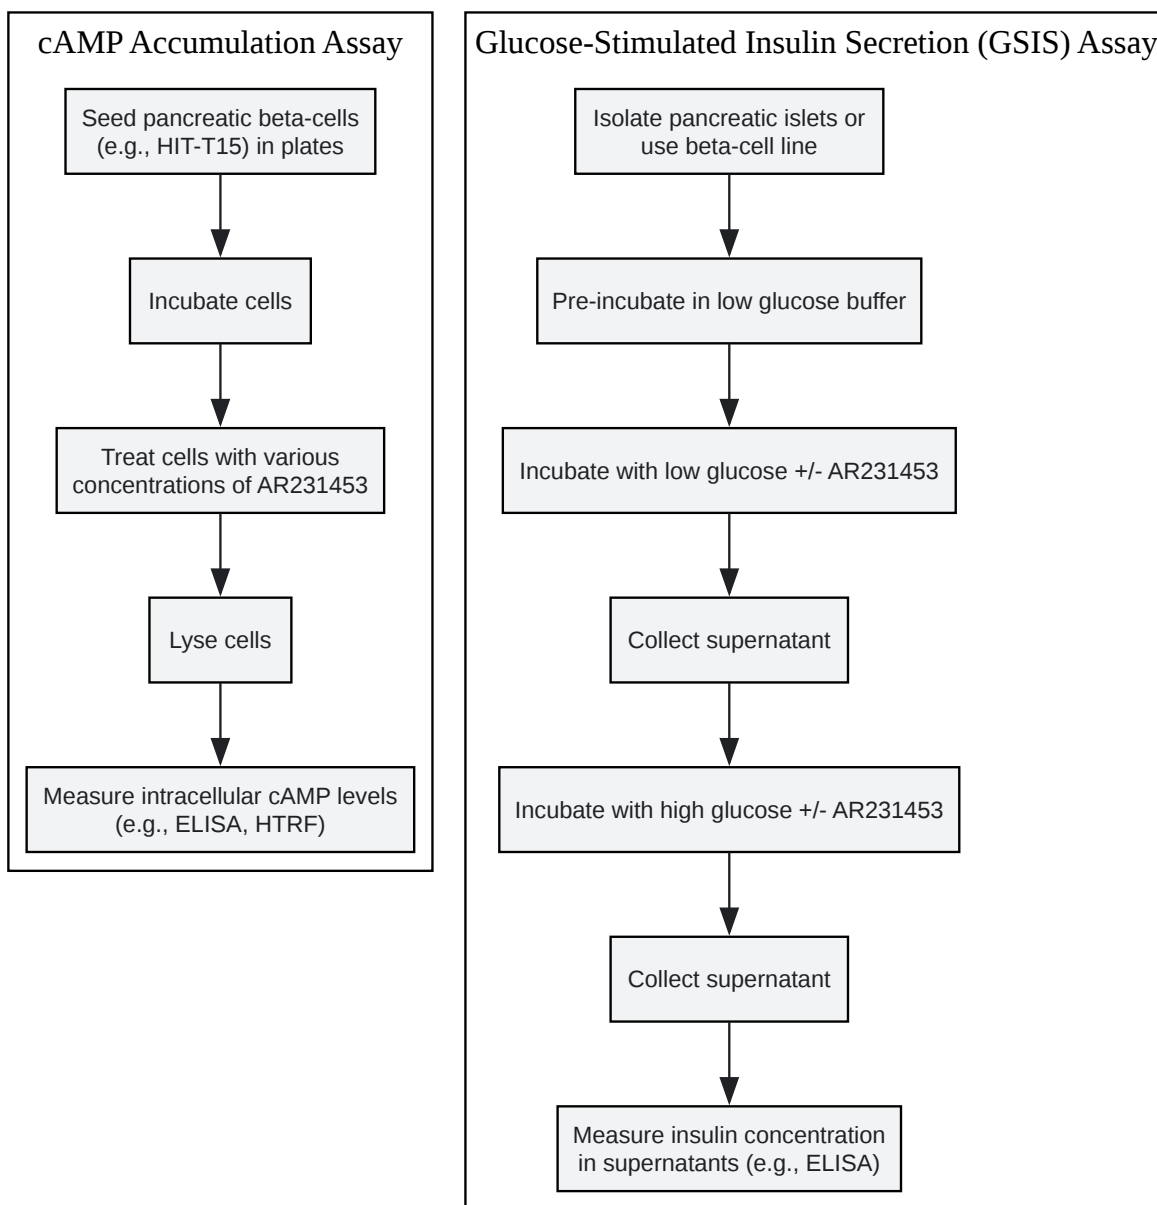 cAMP Accumulation Assay
Seed pancreatic beta-cells
(e.g., HIT-T15) in plates
Incubate cells
Treat cells with various
concentrations of AR231453
Lyse cells
Measure intracellular cAMP levels
(e.g., ELISA, HTRF)
Glucose-Stimulated Insulin Secretion (GSIS) Assay
Isolate pancreatic islets or
use beta-cell line
Pre-incubate in low glucose buffer
Incubate with low glucose +/- AR231453
Collect supernatant
Incubate with high glucose +/- AR231453
Collect supernatant
Measure insulin concentration
in supernatants (e.g., ELISA)